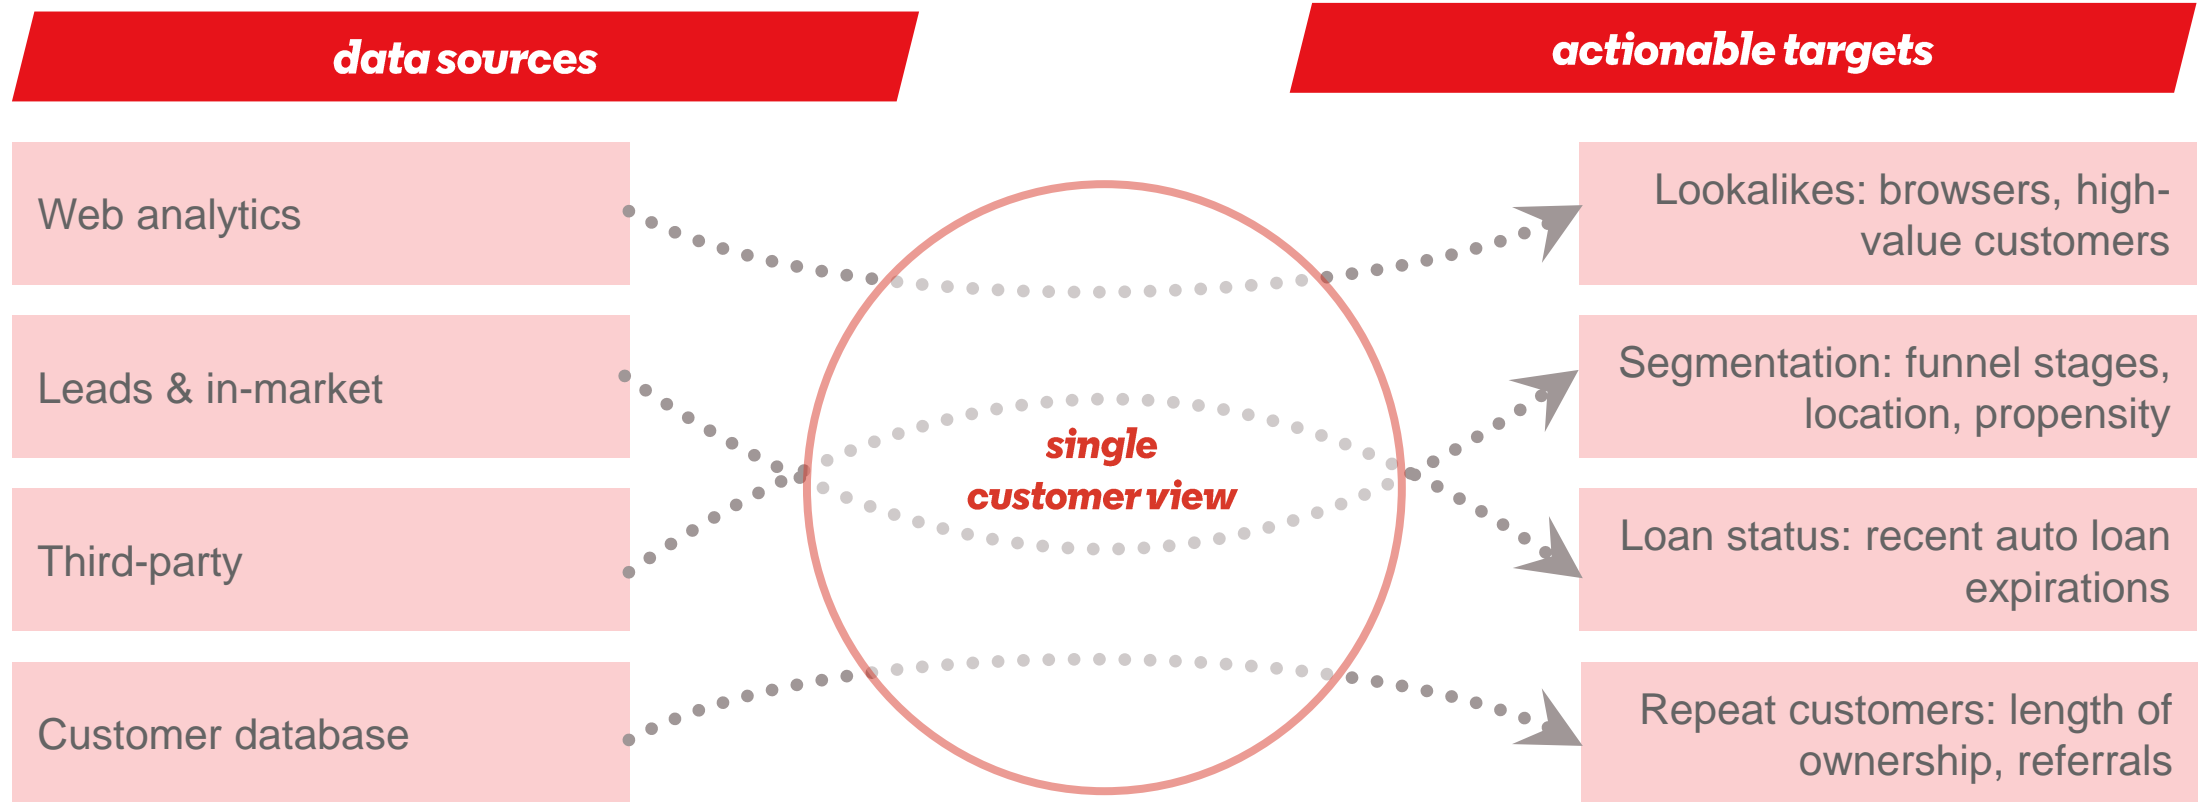 data sources
actionable targets
Web analytics
Leads & in-market
Third-party
Customer database
single
customer view
Lookalikes: browsers, high-
value customers
Segmentation: funnel stages,
location, propensity
Loan status: recent auto loan
expirations
Repeat customers: length of
ownership, referrals